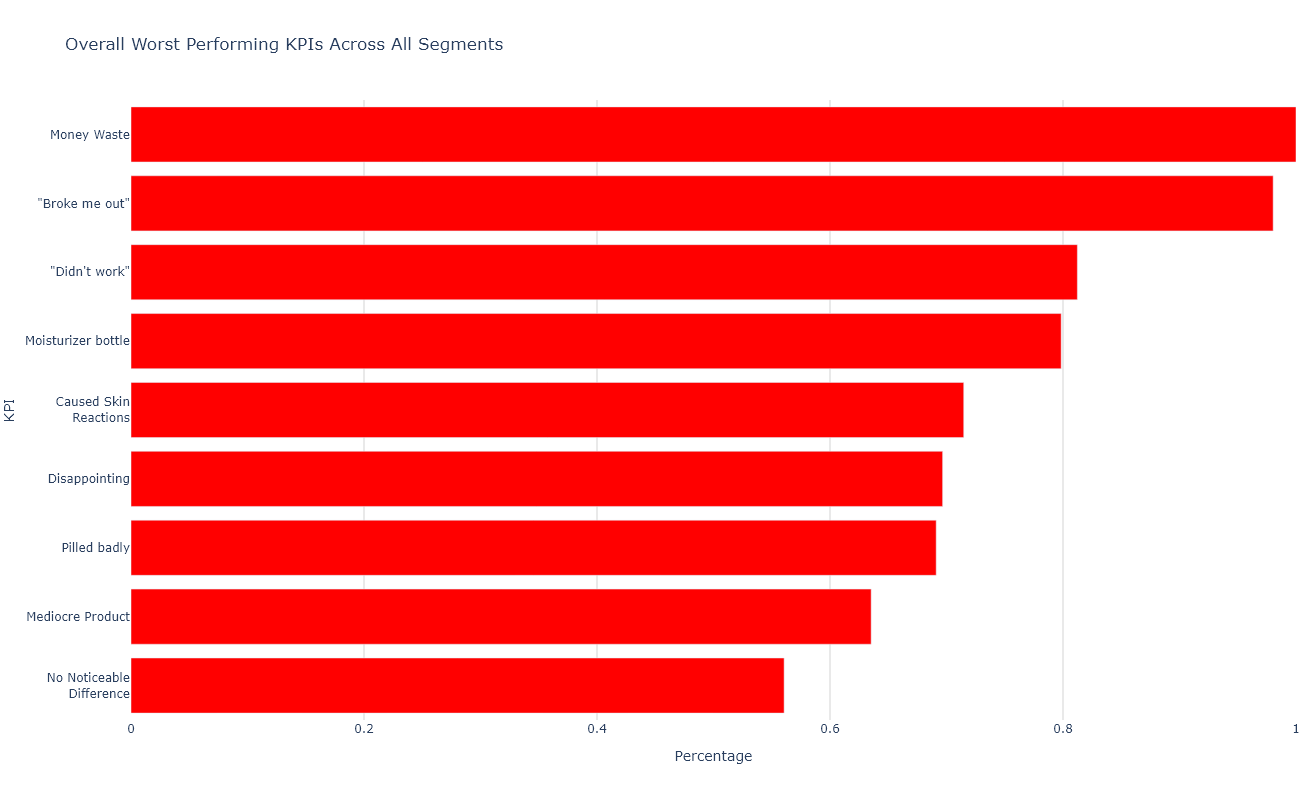 Overall Worst Performing KPIs Across All Segments
Money Waste
"Broke me out"
"Didn't work"
Moisturizer bottle
Caused Skin
Reactions
Disappointing
Pilled badly
Mediocre Product
No Noticeable
Difference
KPI
0 0.2 0.4 0.6 0.8 1
Percentage